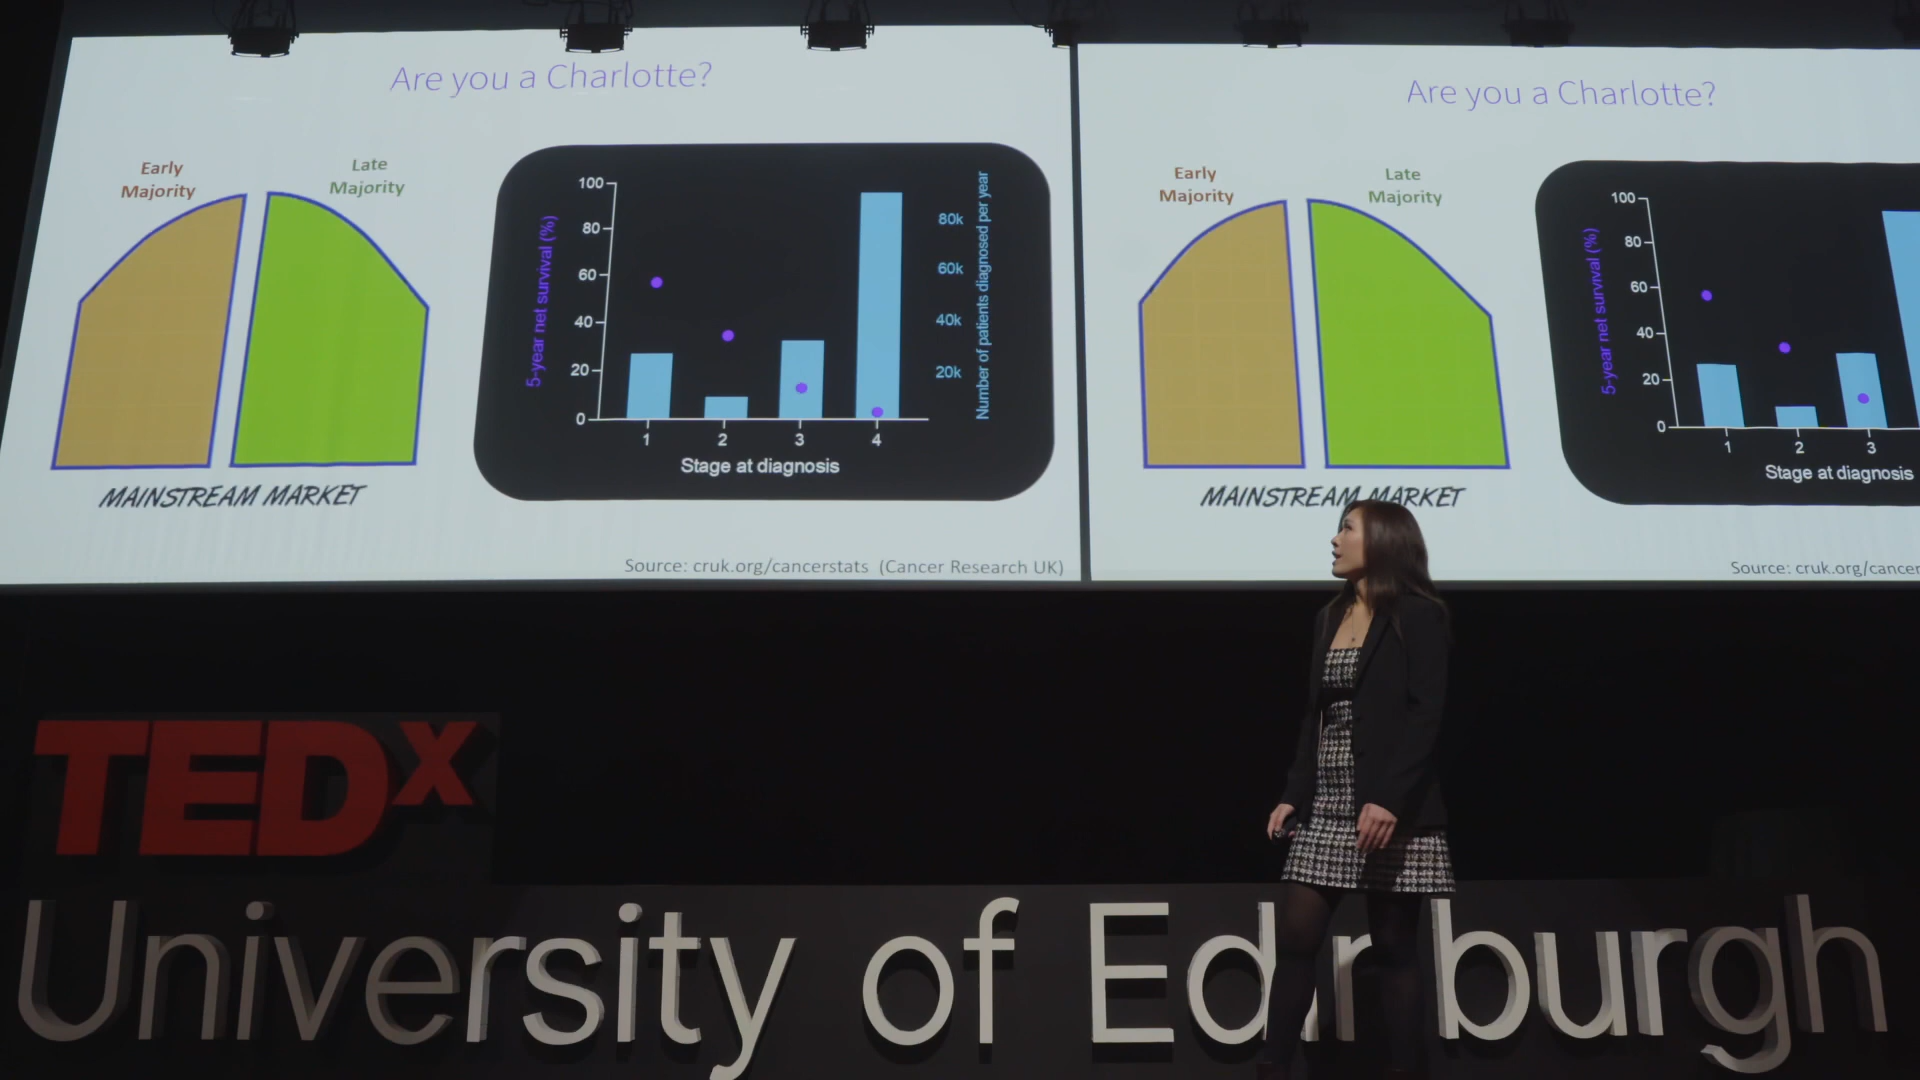 Are you a Charlotte?
Early
Majority
Late
Majority
MAINSTREAM MARKET
5-year net survival (%)
100
80
60
40
20
0
1 2 3 4
Stage at diagnosis
80k
60k
40k
20k
Number of patients diagnosed per year
Source: cruk.org/cancerstats (Cancer Research UK)
Are you a Charlotte?
Early
Majority
Late
Majority
MAINSTREAM MARKET
5-year net survival (%)
100
80
60
40
20
0
1 2 3
Stage at diagnosis
Source: cruk.org/cancer
TEDx
University of Edinburgh